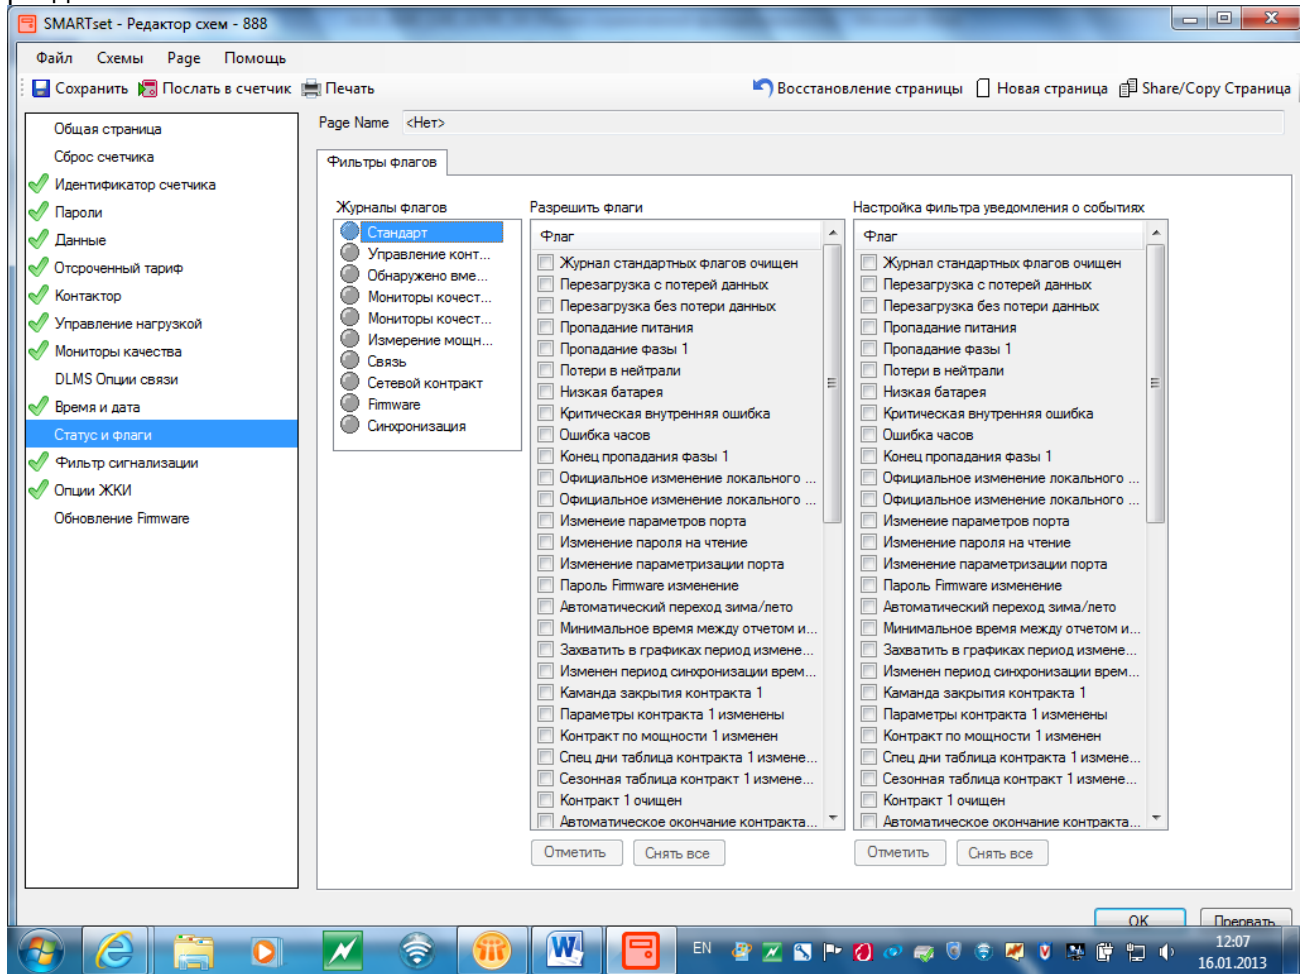 SMARTset - Редактор схем - 888
Файл Схемы Page Помощь
Сохранить Послать в счетчик Печать Восстановление страницы Новая страница Share/Copy Страница
Общая страница
Сброс счетчика
Идентификатор счетчика
Пароли
Данные
Отсроченный тариф
Контактор
Управление нагрузкой
Мониторы качества
DLMS Опции связи
Время и дата
Статус и флаги
Фильтр сигнализации
Опции ЖКИ
Обновление Firmware
Page Name <Нет>
Фильтры флагов
Журналы флагов
Стандарт
Управление конт...
Обнаружено вме...
Мониторы кочест...
Мониторы кочест...
Измерение мощн...
Связь
Сетевой контракт
Firmware
Синхронизация
Разрешить флаги
Флаг
Журнал стандартных флагов очищен
Перезагрузка с потерей данных
Перезагрузка без потери данных
Пропадание питания
Пропадание фазы 1
Потери в нейтрали
Низкая батарея
Критическая внутренняя ошибка
Ошибка часов
Конец пропадания фазы 1
Официальное изменение локального ...
Официальное изменение локального ...
Изменеие параметров порта
Изменение пароля на чтение
Изменение параметризации порта
Пароль Firmware изменение
Автоматический переход зима/лето
Минимальное время между отчетом и...
Захватить в графиках период измене...
Изменен период синхронизации врем...
Каманда закрытия контракта 1
Параметры контракта 1 изменены
Контракт по мощности 1 изменен
Спец дни таблица контракта 1 измене...
Сезонная таблица контракт 1 измене...
Контракт 1 очищен
Автоматическое окончание контракта...
Отметить Снять все
Настройка фильтра уведомления о событиях
Флаг
Журнал стандартных флагов очищен
Перезагрузка с потерей данных
Перезагрузка без потери данных
Пропадание питания
Пропадание фазы 1
Потери в нейтрали
Низкая батарея
Критическая внутренняя ошибка
Ошибка часов
Конец пропадания фазы 1
Официальное изменение локального ...
Официальное изменение локального ...
Изменеие параметров порта
Изменение пароля на чтение
Изменение параметризации порта
Пароль Firmware изменение
Автоматический переход зима/лето
Минимальное время между отчетом и...
Захватить в графиках период измене...
Изменен период синхронизации врем...
Каманда закрытия контракта 1
Параметры контракта 1 изменены
Контракт по мощности 1 изменен
Спец дни таблица контракта 1 измене...
Сезонная таблица контракт 1 измене...
Контракт 1 очищен
Автоматическое окончание контракта...
Отметить Снять все
OK Прервать
EN
12:07
16.01.2013